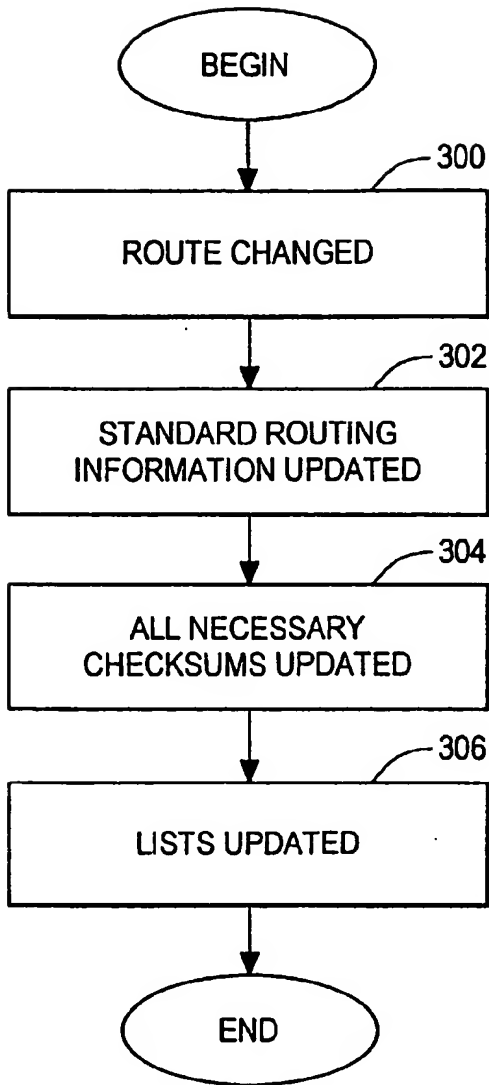 BEGIN
300
ROUTE CHANGED
302
STANDARD ROUTING
INFORMATION UPDATED
304
ALL NECESSARY
CHECKSUMS UPDATED
306
LISTS UPDATED
END